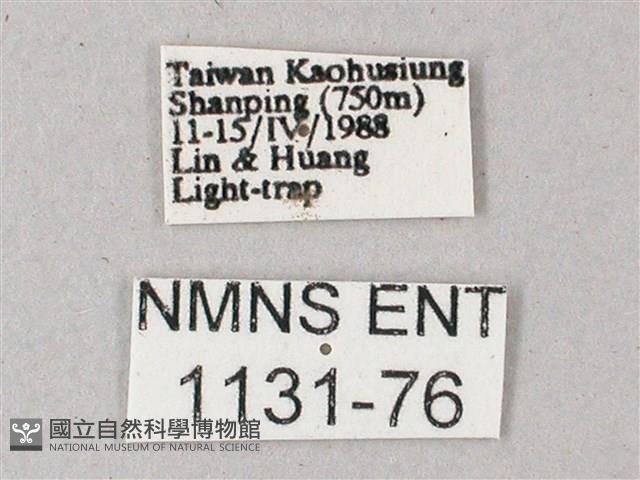 Taiwan Kaohusiung
Shanping (750m)
11-15/IV/1988
Lin & Huang
Light-trap
NMNS ENT
1131-76
國立自然科學博物館
NATIONAL MUSEUM OF NATURAL SCIENCE